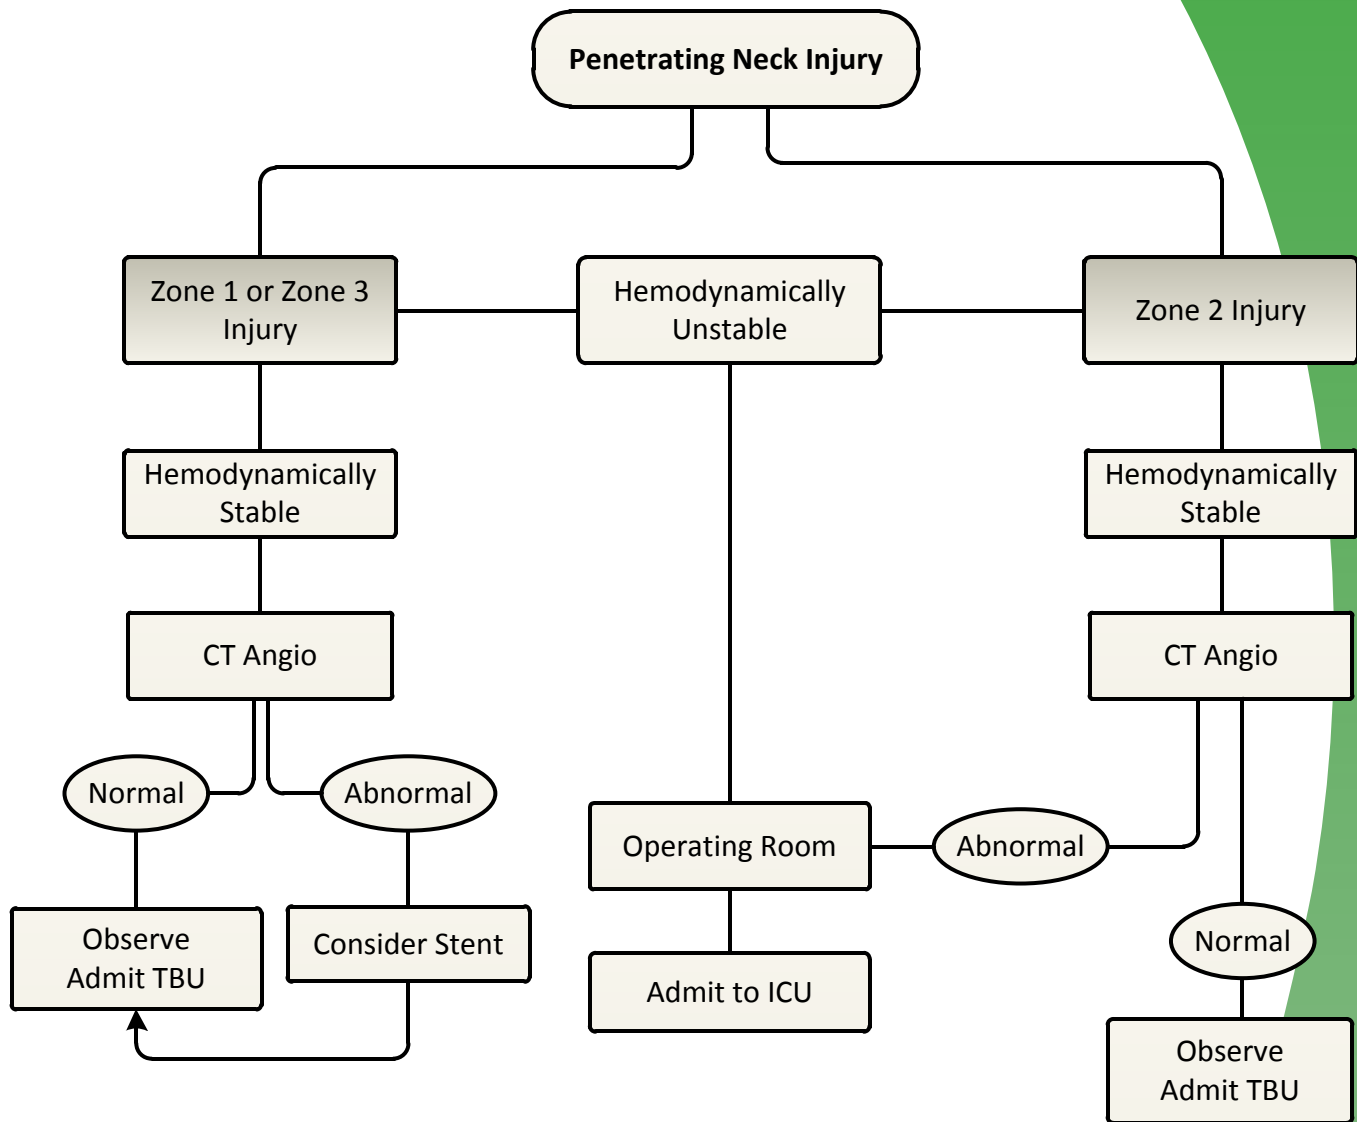 Penetrating Neck Injury
Zone 1 or Zone 3
Injury
Hemodynamically
Unstable
Zone 2 Injury
Hemodynamically
Stable
Hemodynamically
Stable
CT Angio
CT Angio
Normal
Abnormal
Operating Room
Abnormal
Observe
Admit TBU
Consider Stent
Normal
Admit to ICU
Observe
Admit TBU